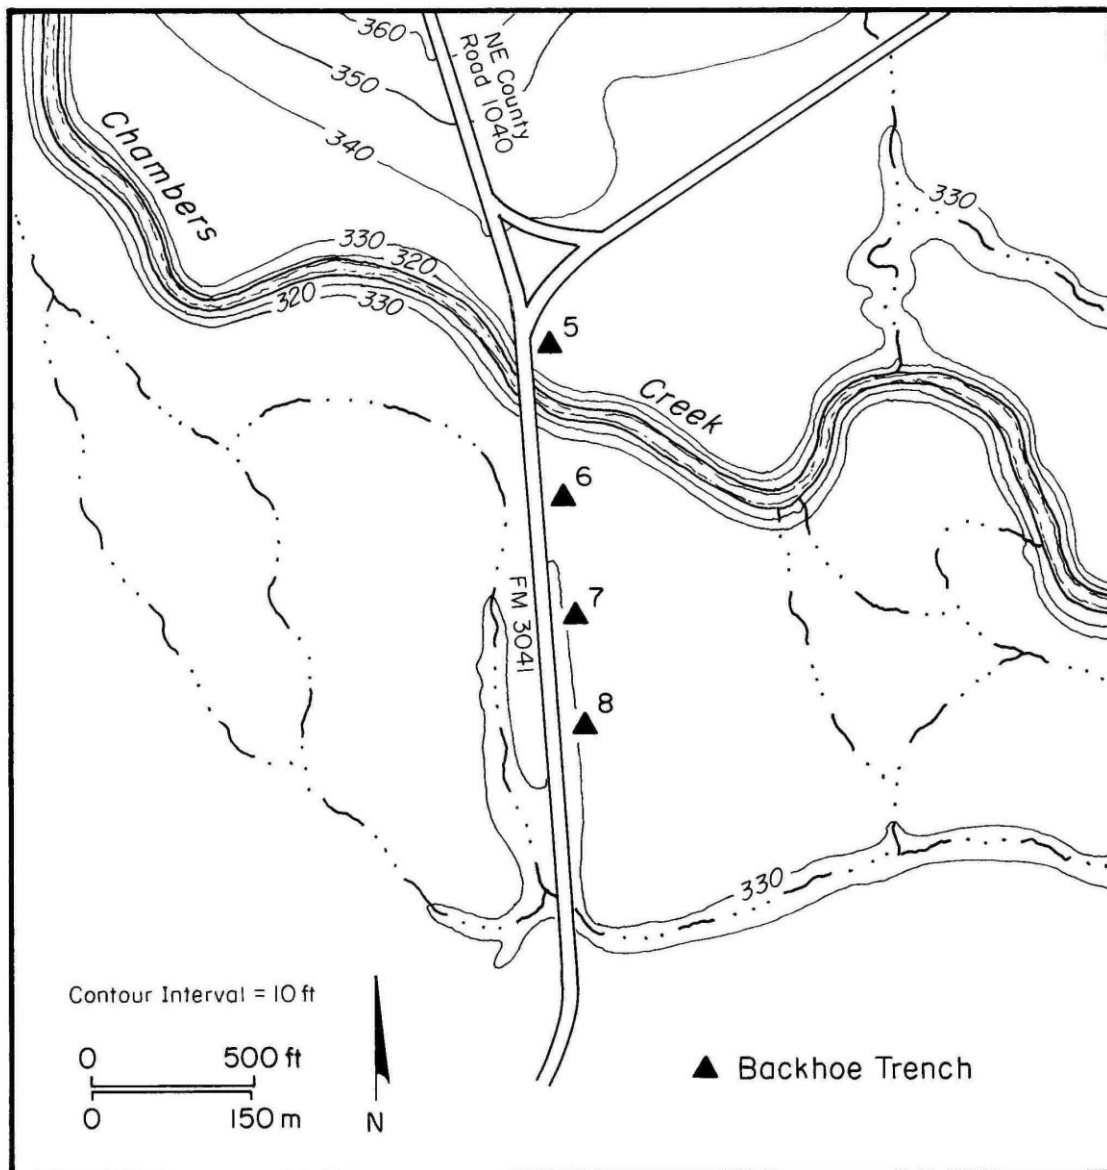 360
NE County
Road 1040
350
340
Chambers
330
330
320
320
330
5
Creek
6
7
FM 3041
8
330
Contour Interval = 10 ft
0 500 ft
0 150 m
N
Backhoe Trench